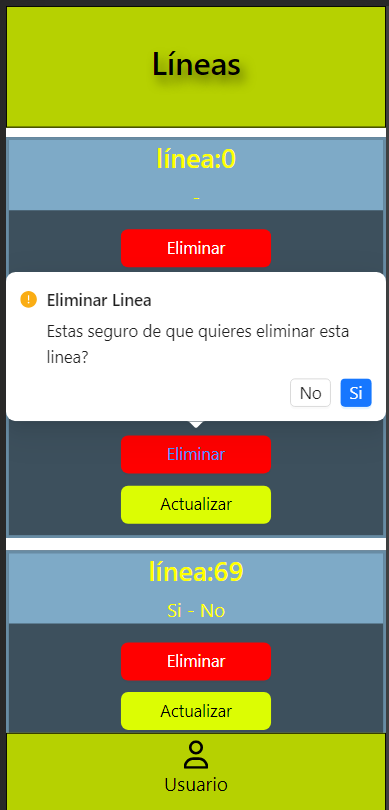 Líneas
línea:0
-
Eliminar
Eliminar Linea
Estas seguro de que quieres eliminar esta
linea?
No
Si
Eliminar
Actualizar
línea:69
Si - No
Eliminar
Actualizar
Usuario